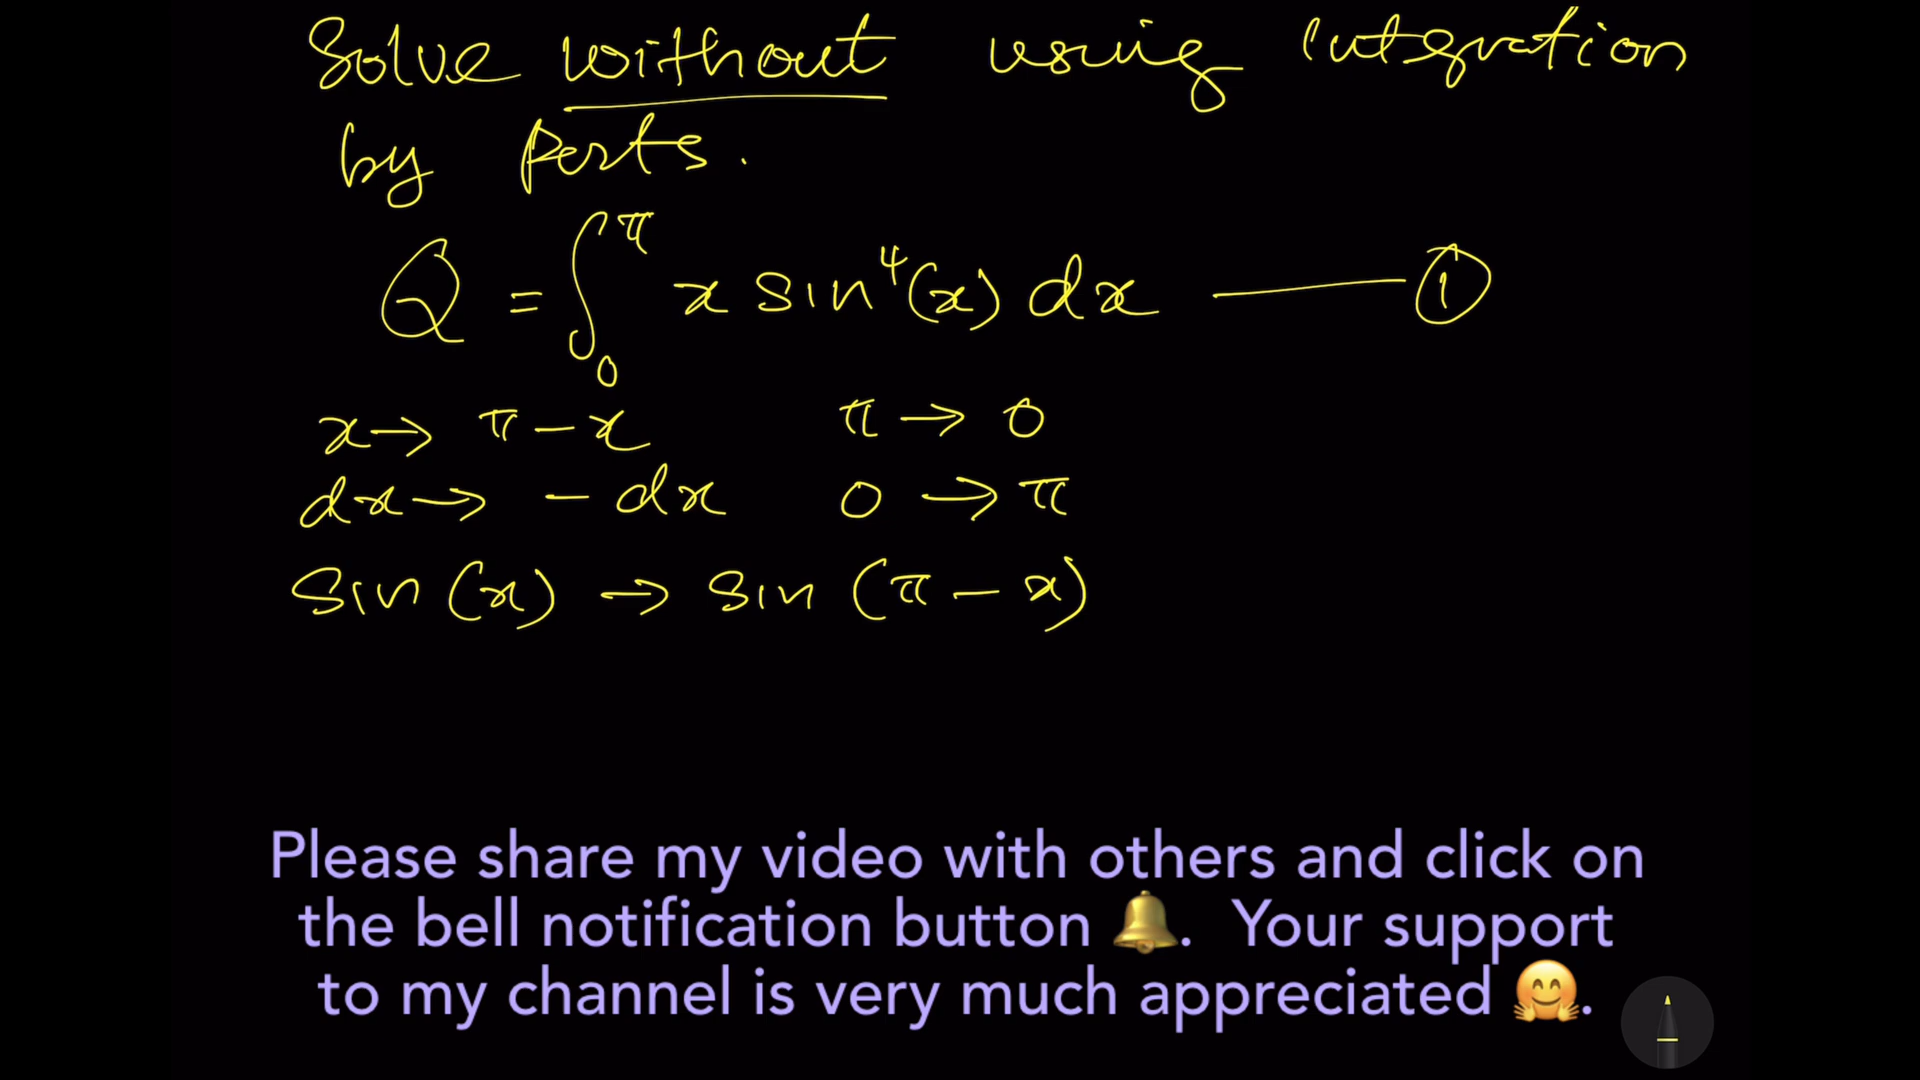 Solve without using integration
by parts.
Q = ∫₀^π x sin⁴(x) dx ——— ①
x → π - x    π → 0
dx → - dx    0 → π
sin (x) → sin (π - x)
Please share my video with others and click on
the bell notification button 🔔. Your support
to my channel is very much appreciated 🤗.